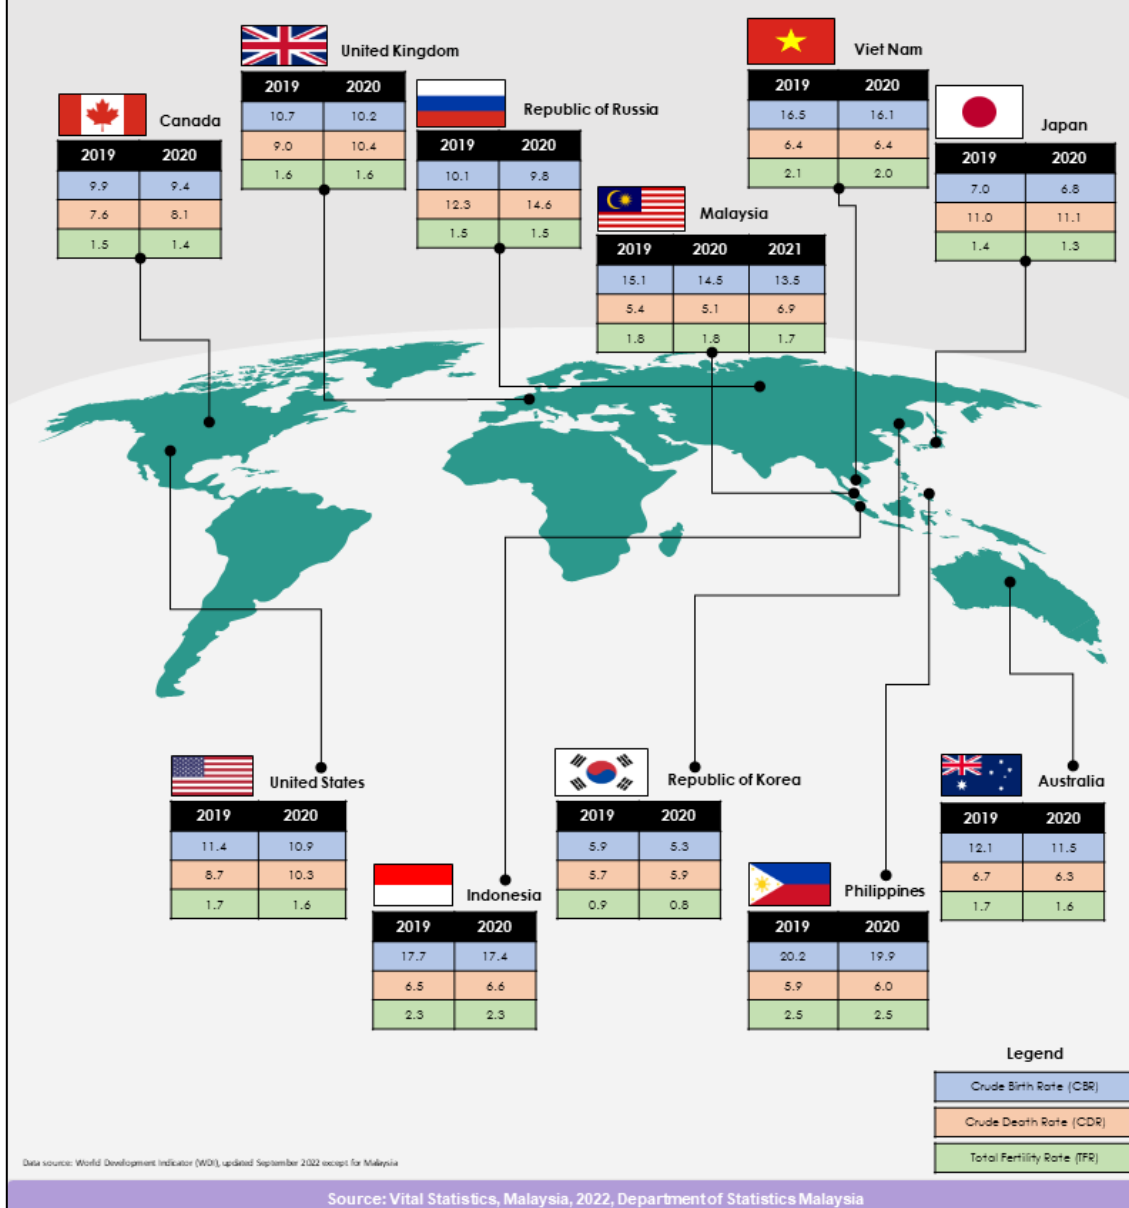 United Kingdom
2019 2020
10.7 10.2
9.0 10.4
1.6 1.6
Viet Nam
2019 2020
16.5 16.1
6.4 6.4
2.1 2.0
Canada
2019 2020
9.9 9.4
7.6 8.1
1.5 1.4
Republic of Russia
2019 2020
10.1 9.8
12.3 14.6
1.5 1.5
Japan
2019 2020
7.0 6.8
11.0 11.1
1.4 1.3
Malaysia
2019 2020 2021
15.1 14.5 13.5
5.4 5.1 6.9
1.8 1.8 1.7
United States
2019 2020
11.4 10.9
8.7 10.3
1.7 1.6
Republic of Korea
2019 2020
5.9 5.3
5.7 5.9
0.9 0.8
Australia
2019 2020
12.1 11.5
6.7 6.3
1.7 1.6
Indonesia
2019 2020
17.7 17.4
6.5 6.6
2.3 2.3
Philippines
2019 2020
20.2 19.9
5.9 6.0
2.5 2.5
Legend
Crude Birth Rate (CBR)
Crude Death Rate (CDR)
Total Fertility Rate (TFR)
Data source: World Development Indicator (WDI), updated September 2022 except for Malaysia
Source: Vital Statistics, Malaysia, 2022, Department of Statistics Malaysia